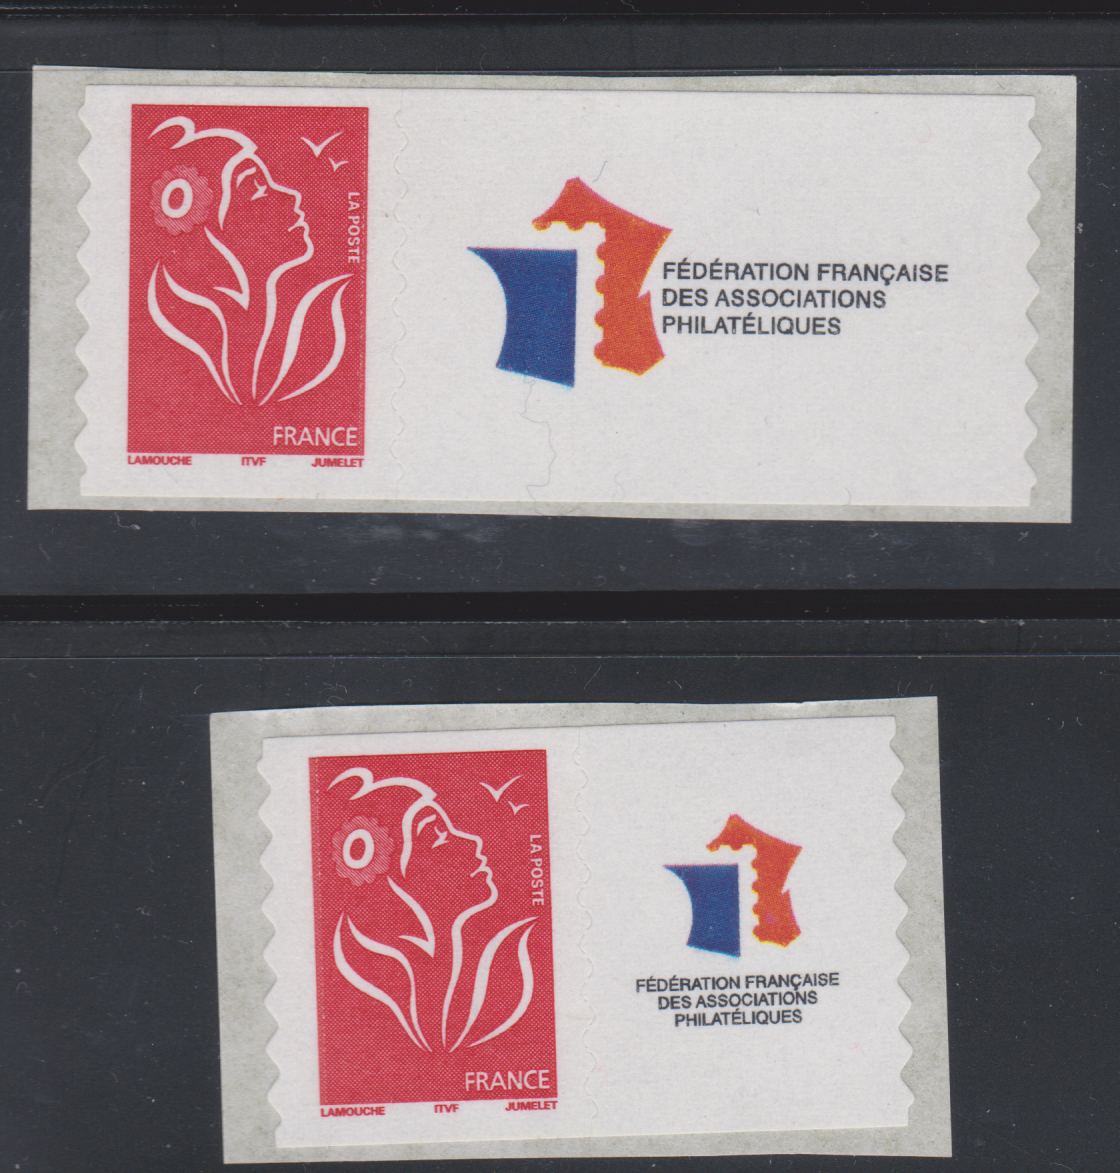 LA POSTE
FRANCE
LAMOUCHE ITVF JUMELET
FÉDÉRATION FRANÇAISE
DES ASSOCIATIONS
PHILATÉLIQUES
LA POSTE
FRANCE
LAMOUCHE ITVF JUMELET
FÉDÉRATION FRANÇAISE
DES ASSOCIATIONS
PHILATÉLIQUES